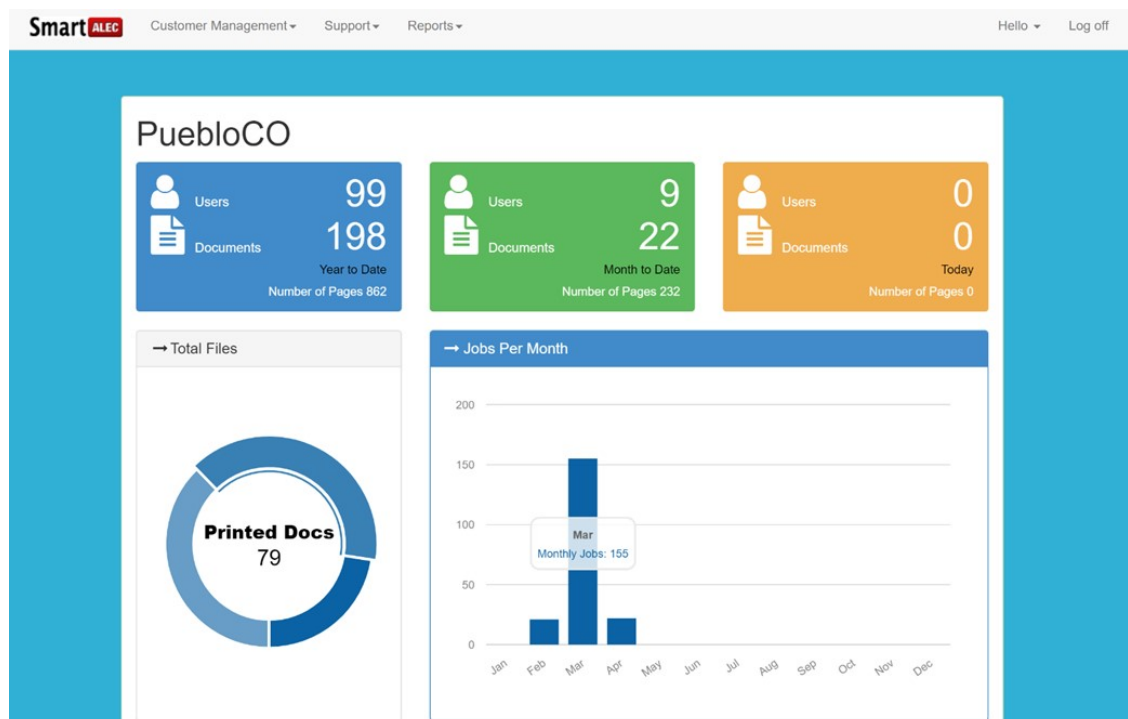 Smart ALEC Customer Management Support Reports Hello Log off
PuebloCO
Users 99
Documents 198
Year to Date
Number of Pages 862
Users 9
Documents 22
Month to Date
Number of Pages 232
Users 0
Documents 0
Today
Number of Pages 0
Total Files
Printed Docs
79
Jobs Per Month
200
150
100
50
0
Mar
Monthly Jobs: 155
Jan Feb Mar Apr May Jun Jul Aug Sep Oct Nov Dec